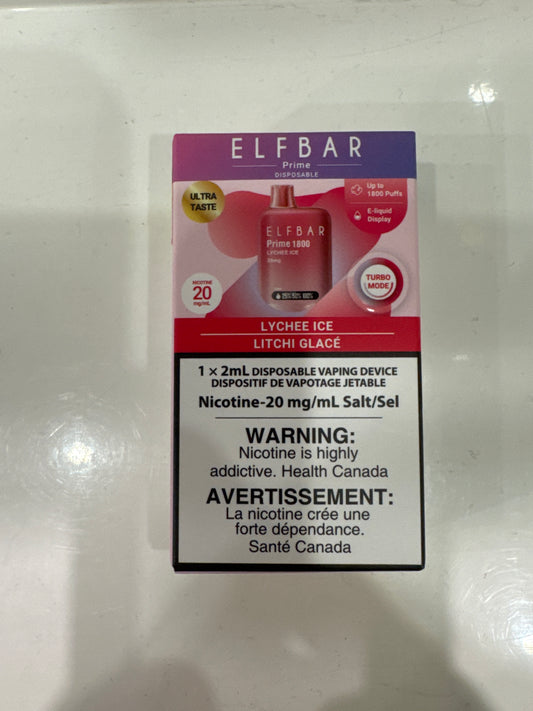 ELFBAR
Prime
DISPOSABLE
ULTRA
TASTE
Up to
1800 Puffs
E-liquid
Display
ELFBAR
Prime 1800
LYCHEE ICE
20mg
NICOTINE
20
mg/mL
TURBO
MODE
LYCHEE ICE
LITCHI GLACÉ
1 × 2mL DISPOSABLE VAPING DEVICE
DISPOSITIF DE VAPOTAGE JETABLE
Nicotine-20 mg/mL Salt/Sel
WARNING:
Nicotine is highly
addictive. Health Canada
AVERTISSEMENT:
La nicotine crée une
forte dépendance.
Santé Canada